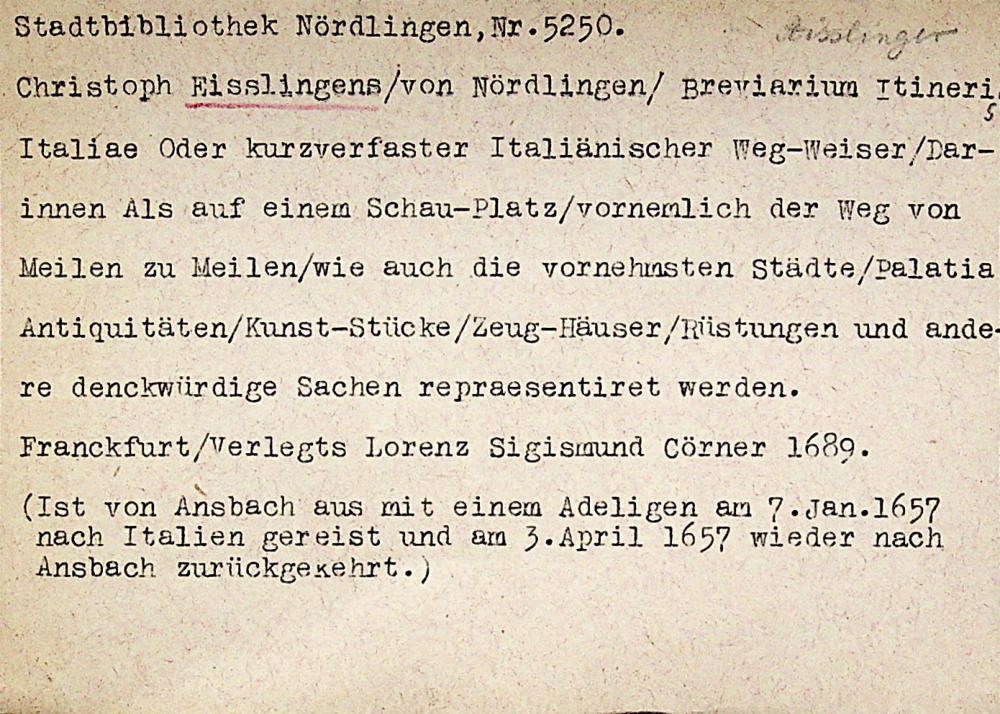 Stadtbibliothek Nördlingen,Nr.5250.
Aisslinger
Christoph Eisslingens/von Nördlingen/ Breviarium Itineris
Italiae Oder kurzverfaster Italiänischer Weg-Weiser/Dar-
innen Als auf einem Schau-Platz/vornemlich der Weg von
Meilen zu Meilen/wie auch die vornehmsten Städte/Palatia
Antiquitäten/Kunst-Stücke/Zeug-Häuser/Rüstungen und ande-
re denckwürdige Sachen repraesentiret werden.
Franckfurt/Verlegts Lorenz Sigismund Cörner 1689.
(Ist von Ansbach aus mit einem Adeligen am 7.Jan.1657
nach Italien gereist und am 3.April 1657 wieder nach
Ansbach zurückgekehrt.)